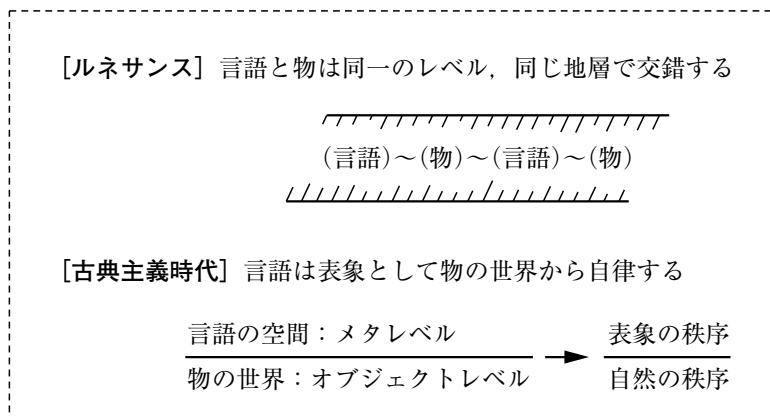 [ルネサンス] 言語と物は同一のレベル，同じ地層で交錯する
(言語)～(物)～(言語)～(物)
[古典主義時代] 言語は表象として物の世界から自律する
言語の空間：メタレベル 表象の秩序
物の世界：オブジェクトレベル 自然の秩序